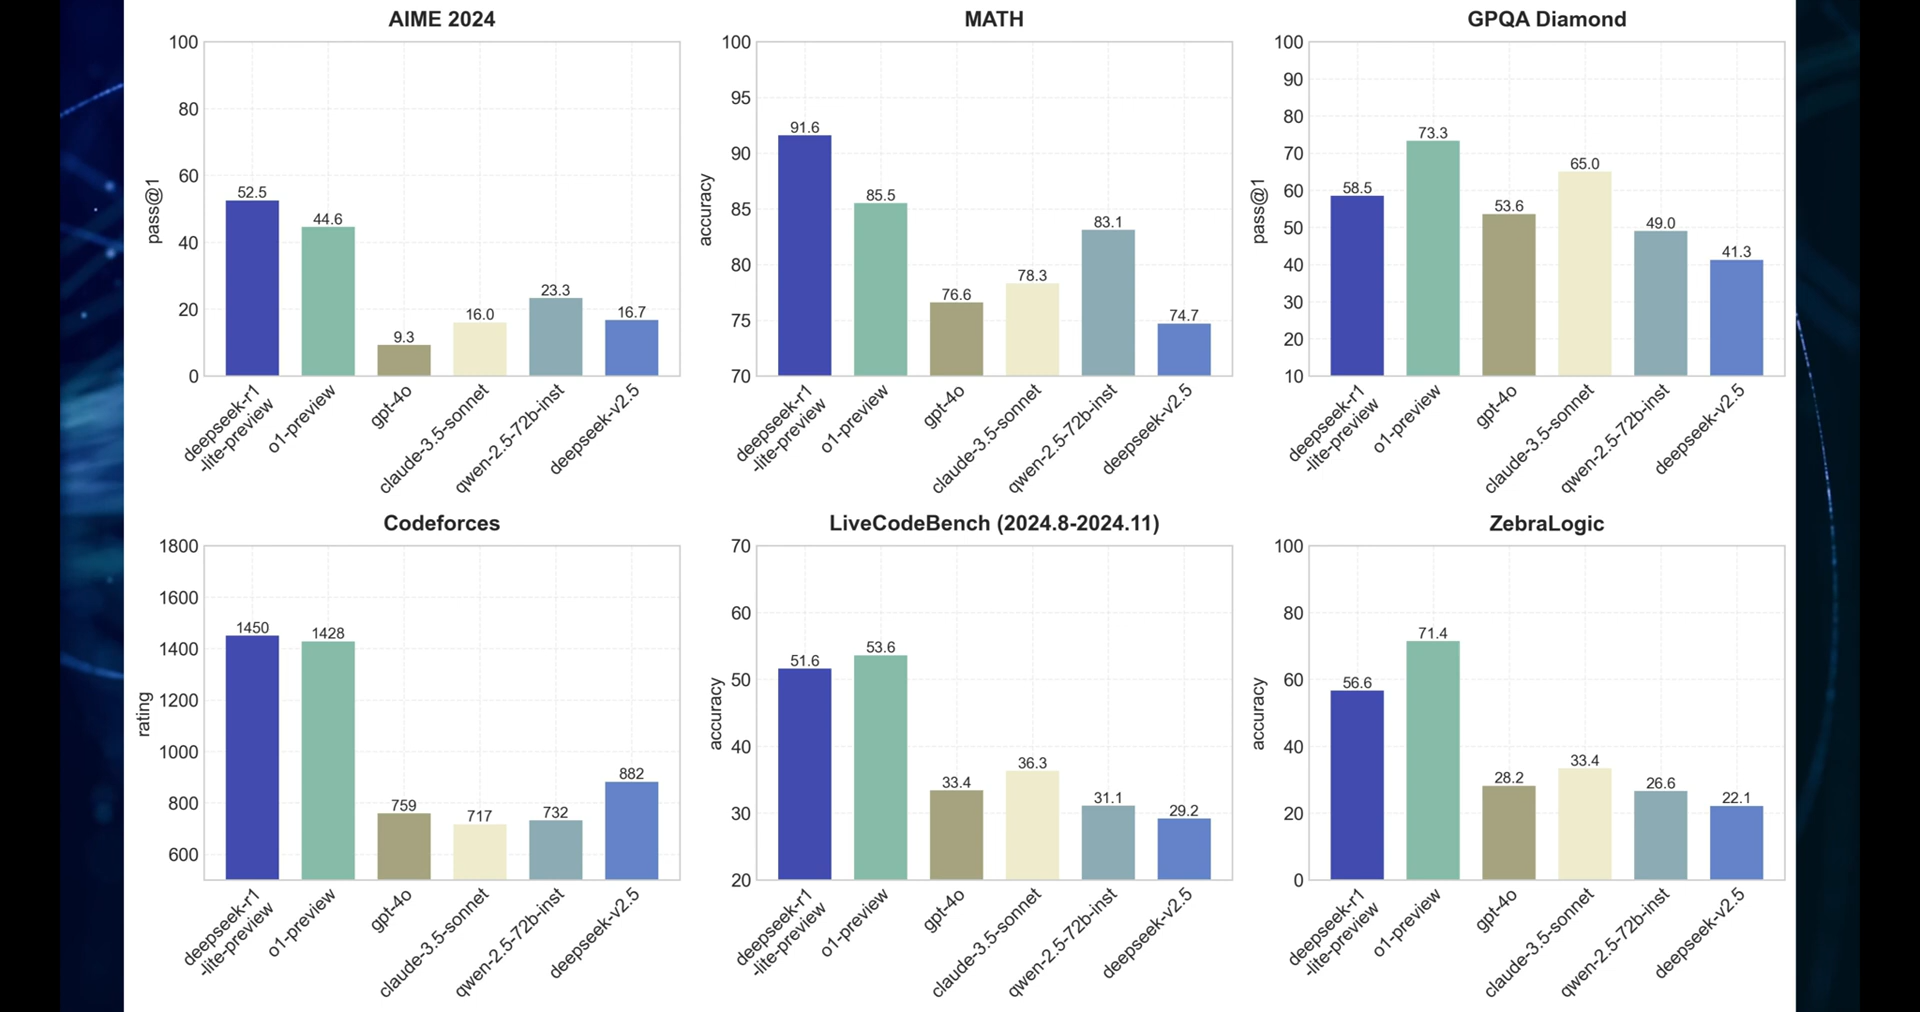 AIME 2024
100
80
60
40
20
0
pass@1
52.5
44.6
9.3
16.0
23.3
16.7
deepseek-r1
-lite-preview
o1-preview
gpt-4o
claude-3.5-sonnet
qwen-2.5-72b-inst
deepseek-v2.5
MATH
100
95
90
85
80
75
70
accuracy
91.6
85.5
76.6
78.3
83.1
74.7
deepseek-r1
-lite-preview
o1-preview
gpt-4o
claude-3.5-sonnet
qwen-2.5-72b-inst
deepseek-v2.5
GPQA Diamond
100
90
80
70
60
50
40
30
20
10
pass@1
58.5
73.3
53.6
65.0
49.0
41.3
deepseek-r1
-lite-preview
o1-preview
gpt-4o
claude-3.5-sonnet
qwen-2.5-72b-inst
deepseek-v2.5
Codeforces
1800
1600
1400
1200
1000
800
600
rating
1450
1428
759
717
732
882
deepseek-r1
-lite-preview
o1-preview
gpt-4o
claude-3.5-sonnet
qwen-2.5-72b-inst
deepseek-v2.5
LiveCodeBench (2024.8-2024.11)
70
60
50
40
30
20
accuracy
51.6
53.6
33.4
36.3
31.1
29.2
deepseek-r1
-lite-preview
o1-preview
gpt-4o
claude-3.5-sonnet
qwen-2.5-72b-inst
deepseek-v2.5
ZebraLogic
100
80
60
40
20
0
accuracy
56.6
71.4
28.2
33.4
26.6
22.1
deepseek-r1
-lite-preview
o1-preview
gpt-4o
claude-3.5-sonnet
qwen-2.5-72b-inst
deepseek-v2.5